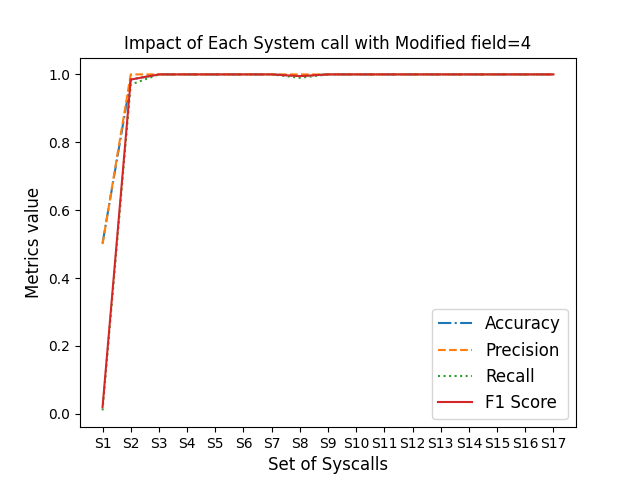 Impact of Each System call with Modified field=4
Metrics value
1.0
0.8
0.6
0.4
0.2
0.0
Accuracy
Precision
Recall
F1 Score
S1 S2 S3 S4 S5 S6 S7 S8 S9 S10 S11 S12 S13 S14 S15 S16 S17
Set of Syscalls